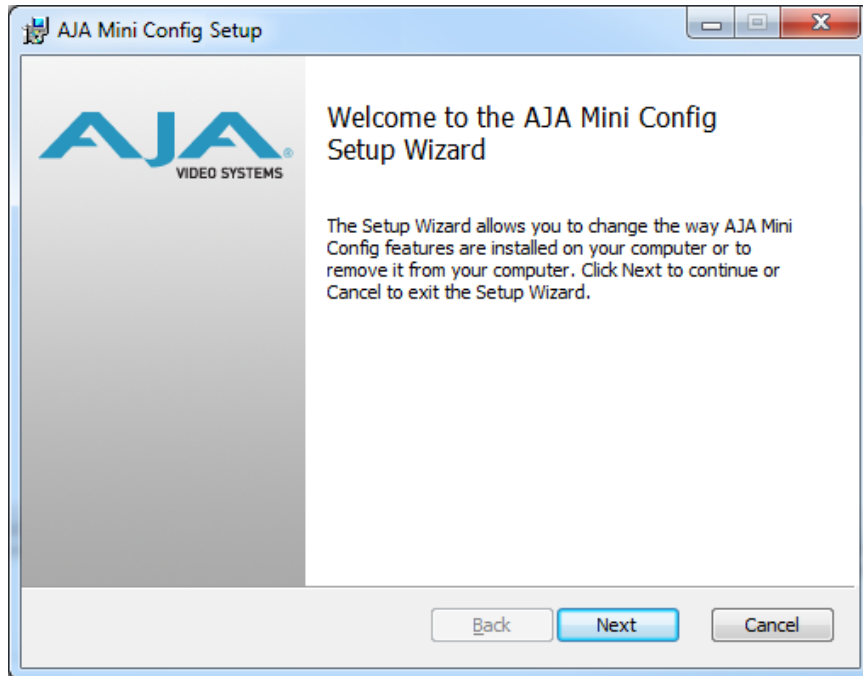 AJA Mini Config Setup
AJA®
VIDEO SYSTEMS
Welcome to the AJA Mini Config
Setup Wizard
The Setup Wizard allows you to change the way AJA Mini
Config features are installed on your computer or to
remove it from your computer. Click Next to continue or
Cancel to exit the Setup Wizard.
Back
Next
Cancel